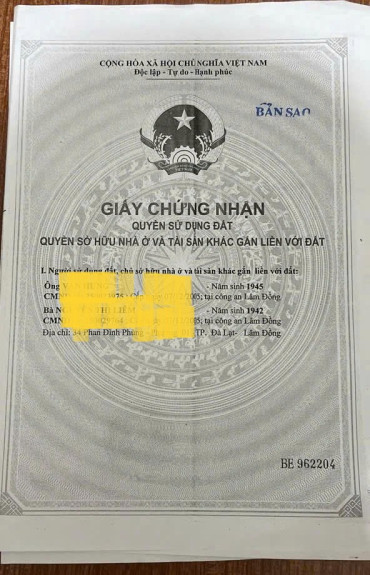 CỘNG HÒA XÃ HỘI CHỦ NGHĨA VIỆT NAM
Độc lập - Tự do - Hạnh phúc
BẢN SAO
GIẤY CHỨNG NHẬN
QUYỀN SỬ DỤNG ĐẤT
QUYỀN SỞ HỮU NHÀ Ở VÀ TÀI SẢN KHÁC GẮN LIỀN VỚI ĐẤT
I. Người sử dụng đất, chủ sở hữu nhà ở và tài sản khác gắn liền với đất:
Ông - Năm sinh 1945
CMN 2005; tại công an Lâm Đồng
Bà - Năm sinh 1942
CMN 2005; tại công an Lâm Đồng
Địa chỉ: Phan Đình Phùng TP. Đà Lạt- Lâm Đồng
BE 962204